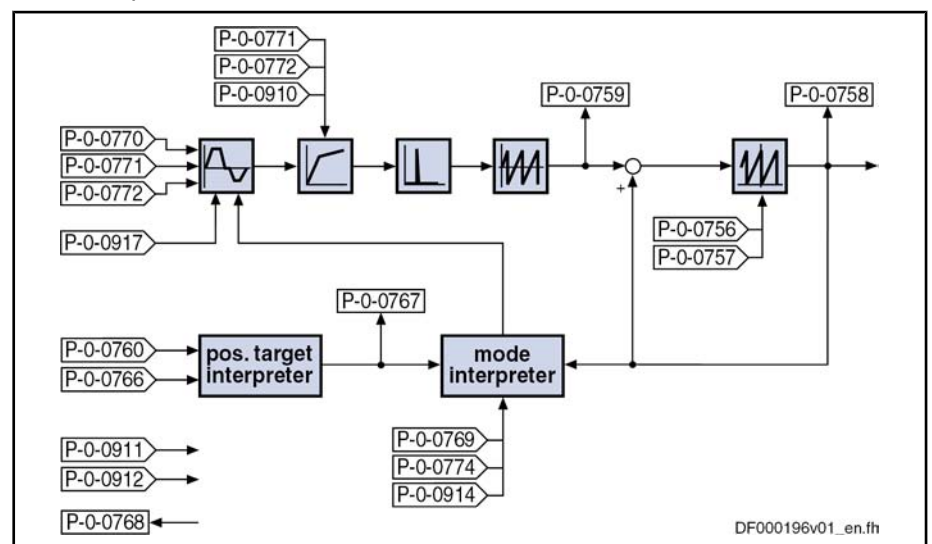 P-0-0771
P-0-0772
P-0-0910
P-0-0759
P-0-0758
P-0-0770
P-0-0771
P-0-0772
P-0-0917
P-0-0756
P-0-0757
+
P-0-0767
P-0-0760
P-0-0766
pos. target
interpreter
mode
interpreter
P-0-0769
P-0-0774
P-0-0914
P-0-0911
P-0-0912
P-0-0768
DF000196v01_en.fh